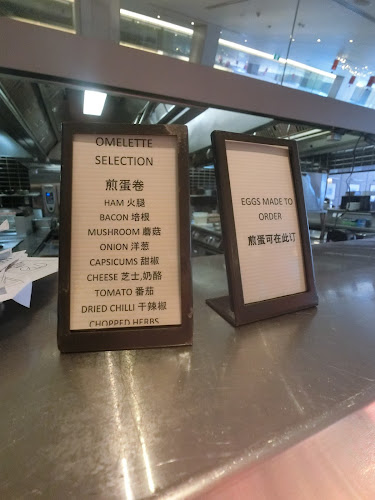 OMELETTE
SELECTION
煎蛋卷
HAM 火腿
BACON 培根
MUSHROOM 蘑菇
ONION 洋葱
CAPSICUMS 甜椒
CHEESE 芝士,奶酪
TOMATO 番茄
DRIED CHILLI 干辣椒
CHOPPED HERBS
EGGS MADE TO
ORDER
煎蛋可在此订